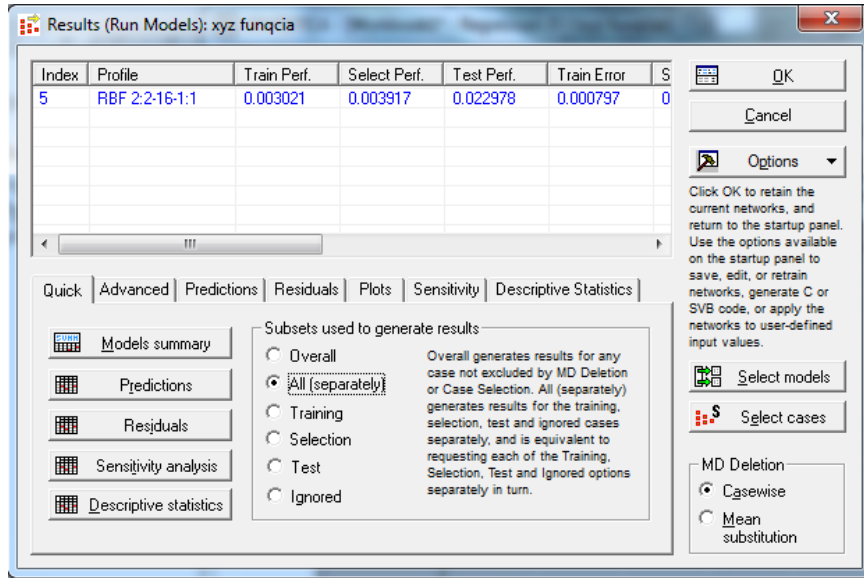 Results (Run Models): xyz funqcia
Index Profile Train Perf. Select Perf. Test Perf. Train Error S
5 RBF 2:2-16-1:1 0.003021 0.003917 0.022978 0.000797 0
OK
Cancel
Options
Click OK to retain the
current networks, and
return to the startup panel.
Use the options available
on the startup panel to
save, edit, or retrain
networks, generate C or
SVB code, or apply the
networks to user-defined
input values.
Select models
Select cases
MD Deletion
Casewise
Mean
substitution
Quick Advanced Predictions Residuals Plots Sensitivity Descriptive Statistics
Models summary
Predictions
Residuals
Sensitivity analysis
Descriptive statistics
Subsets used to generate results
Overall
All (separately)
Training
Selection
Test
Ignored
Overall generates results for any
case not excluded by MD Deletion
or Case Selection. All (separately)
generates results for the training,
selection, test and ignored cases
separately, and is equivalent to
requesting each of the Training,
Selection, Test and Ignored options
separately in turn.